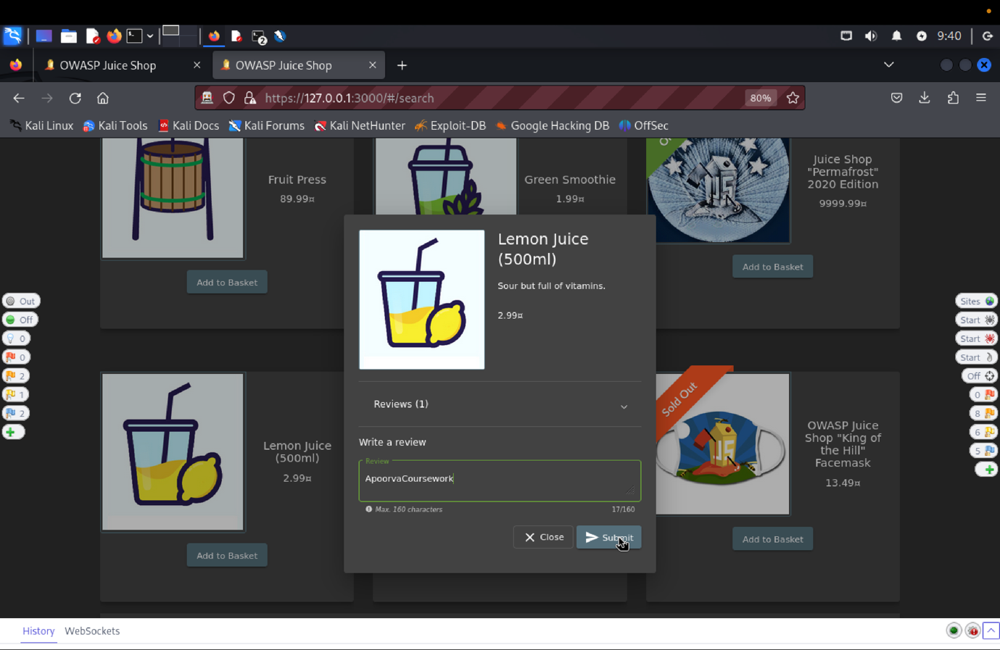 9:40
2
OWASP Juice Shop
OWASP Juice Shop
https://127.0.0.1:3000/#/search
80%
Kali Linux
Kali Tools
Kali Docs
Kali Forums
Kali NetHunter
Exploit-DB
Google Hacking DB
OffSec
Fruit Press
89.99¤
Add to Basket
Green Smoothie
1.99¤
JS
Juice Shop
"Permafrost"
2020 Edition
9999.99¤
Add to Basket
Lemon Juice
(500ml)
Sour but full of vitamins.
2.99¤
Reviews (1)
Write a review
Review
ApoorvaCoursework
Max. 160 characters
17/160
Close
Submit
Lemon Juice
(500ml)
2.99¤
Add to Basket
Sold Out
JS
OWASP Juice
Shop "King of
the Hill"
Facemask
13.49¤
Add to Basket
Out
Off
0
0
2
1
2
Sites
Start
Start
Start
Off
0
8
6
5
History
WebSockets